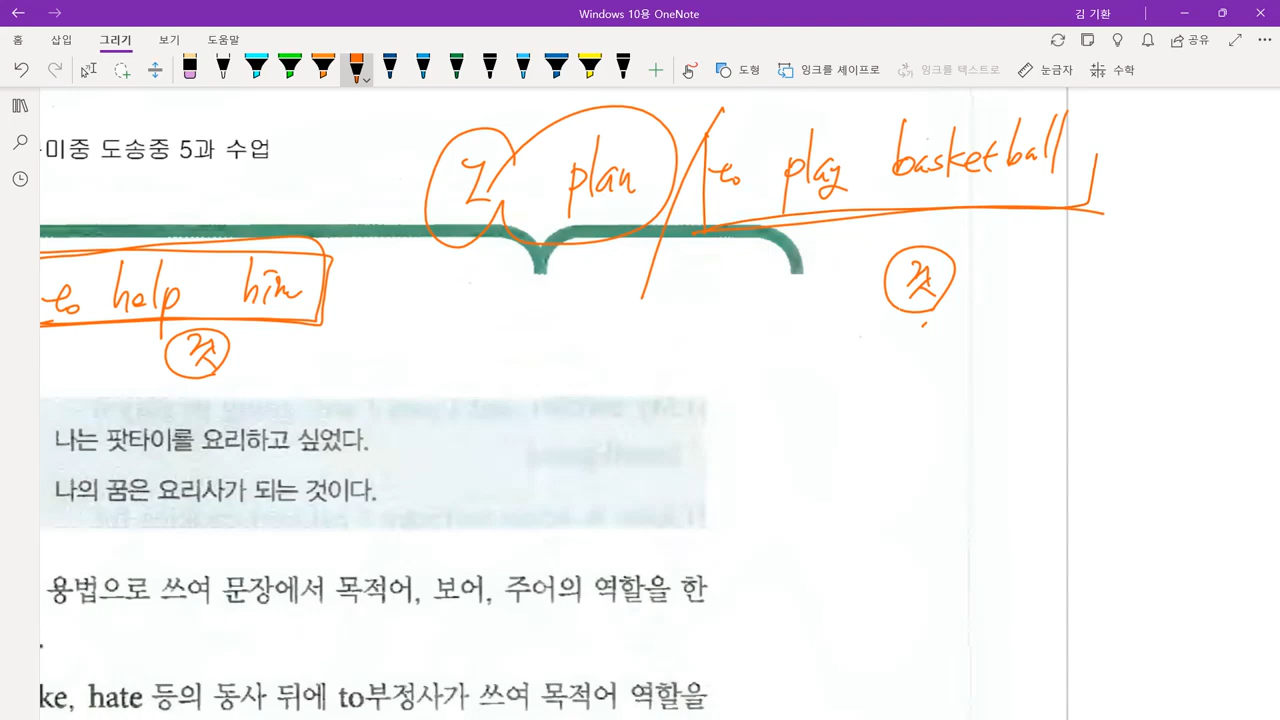 Windows 10용 OneNote
김 기환
홈 삽입 그리기 보기 도움말
공유
도형 잉크를 셰이프로 잉크를 텍스트로 눈금자 수학
미중 도송중 5과 수업
I plan to play basketball
것
to help him
것
나는 팟타이를 요리하고 싶었다.
나의 꿈은 요리사가 되는 것이다.
용법으로 쓰여 문장에서 목적어, 보어, 주어의 역할을 한
ke, hate 등의 동사 뒤에 to부정사가 쓰여 목적어 역할을